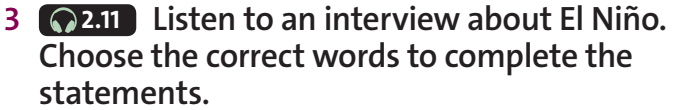 3 2.11 Listen to an interview about El Niño.
Choose the correct words to complete the
statements.